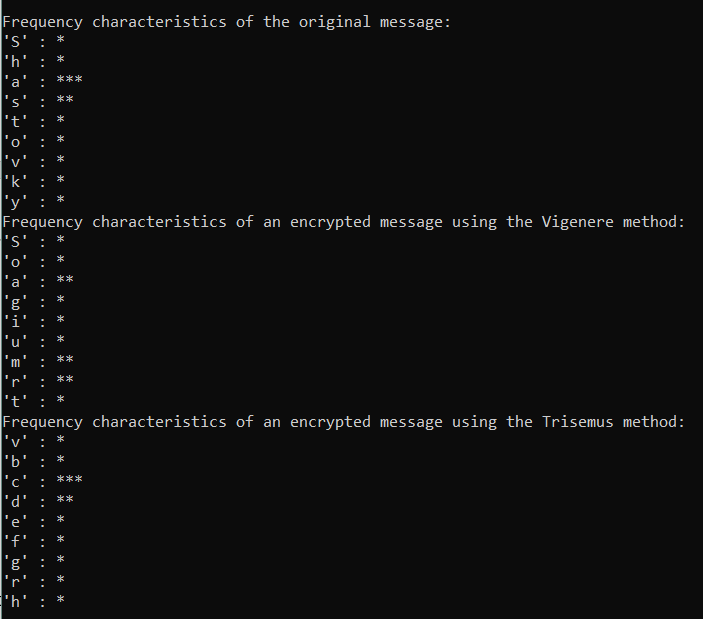 Frequency characteristics of the original message:
'S' : *
'h' : *
'a' : ***
's' : **
't' : *
'o' : *
'v' : *
'k' : *
'y' : *
Frequency characteristics of an encrypted message using the Vigenere method:
'S' : *
'o' : *
'a' : **
'g' : *
'i' : *
'u' : *
'm' : **
'r' : **
't' : *
Frequency characteristics of an encrypted message using the Trisemus method:
'v' : *
'b' : *
'c' : ***
'd' : **
'e' : *
'f' : *
'g' : *
'r' : *
'h' : *